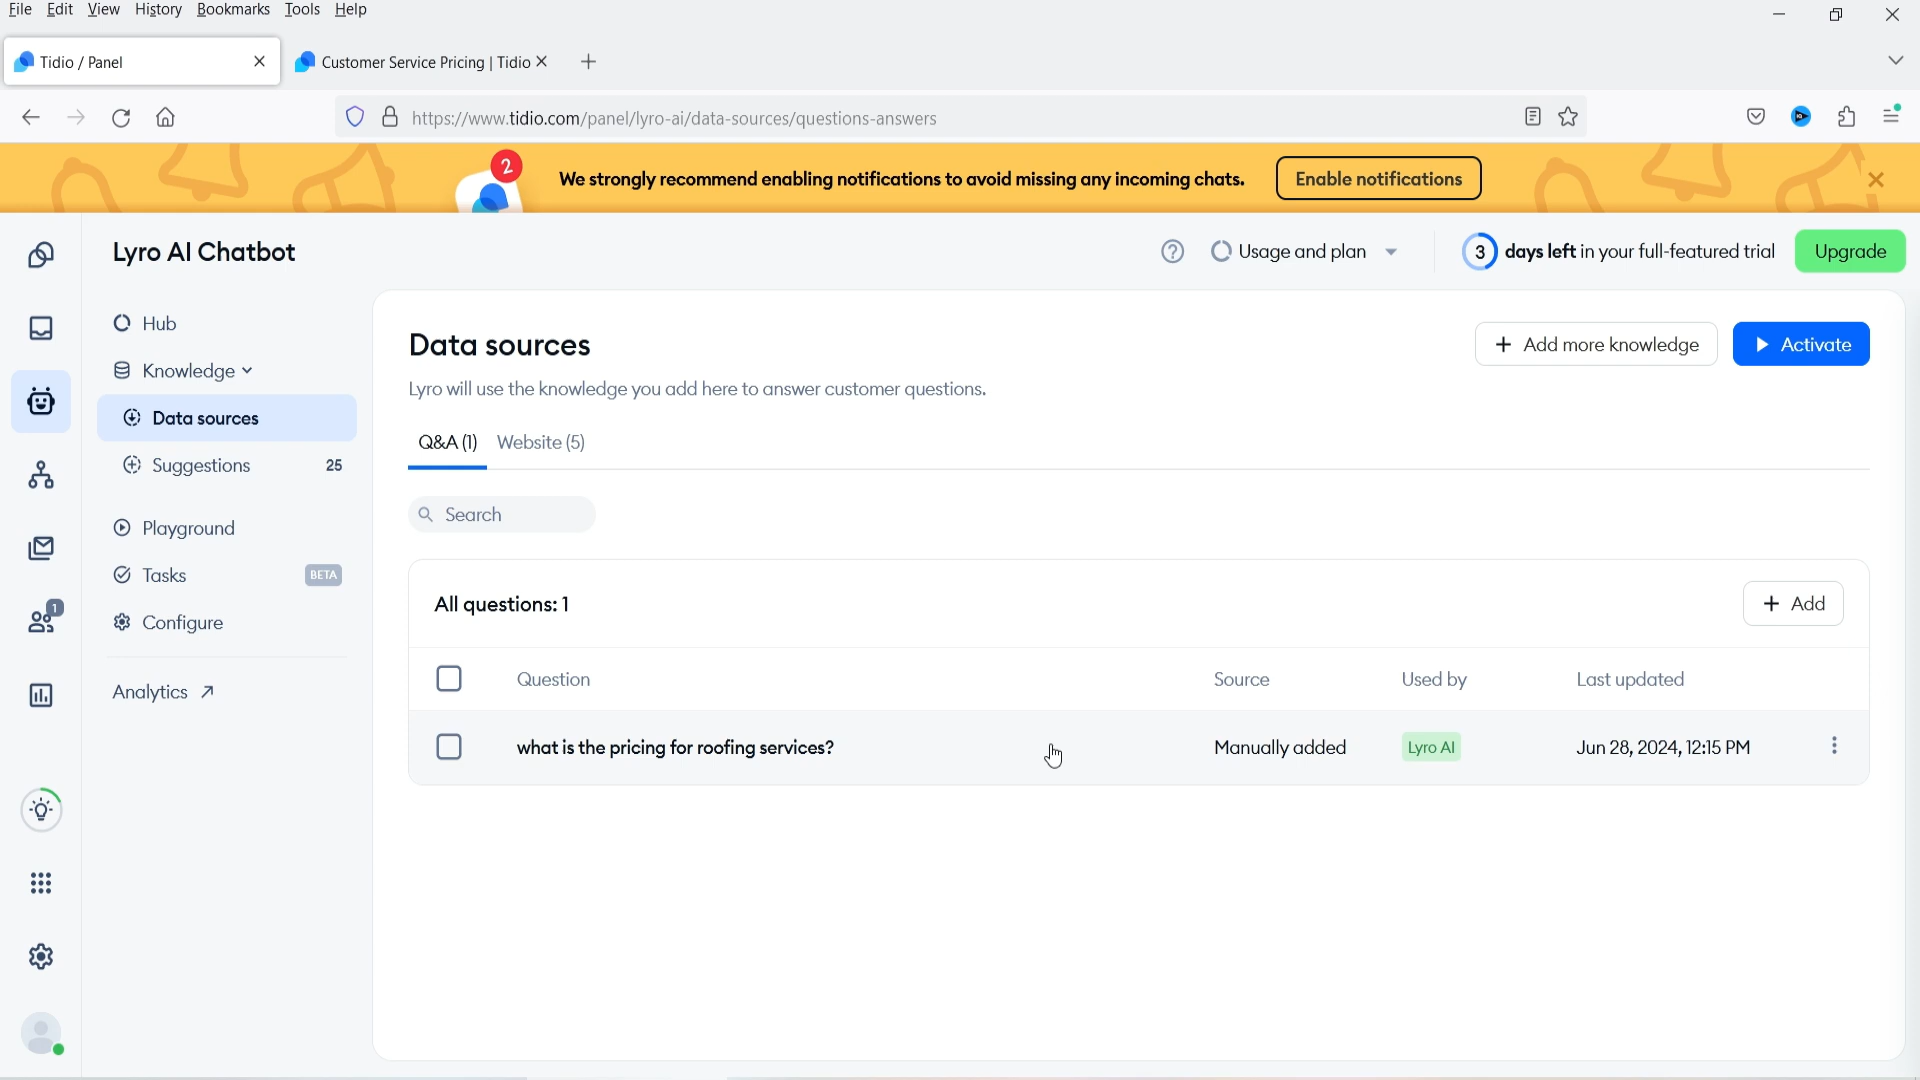 File Edit View History Bookmarks Tools Help
Tidio / Panel
Customer Service Pricing | Tidio
https://www.tidio.com/panel/lyro-ai/data-sources/questions-answers
2
We strongly recommend enabling notifications to avoid missing any incoming chats.
Enable notifications
Lyro AI Chatbot
Usage and plan
3 days left in your full-featured trial
Upgrade
Hub
Knowledge
Data sources
Suggestions 25
Playground
Tasks BETA
Configure
Analytics
1
Data sources
Add more knowledge
Activate
Lyro will use the knowledge you add here to answer customer questions.
Q&A (1) Website (5)
Search
All questions: 1
Add
Question Source Used by Last updated
what is the pricing for roofing services? Manually added Lyro AI Jun 28, 2024, 12:15 PM